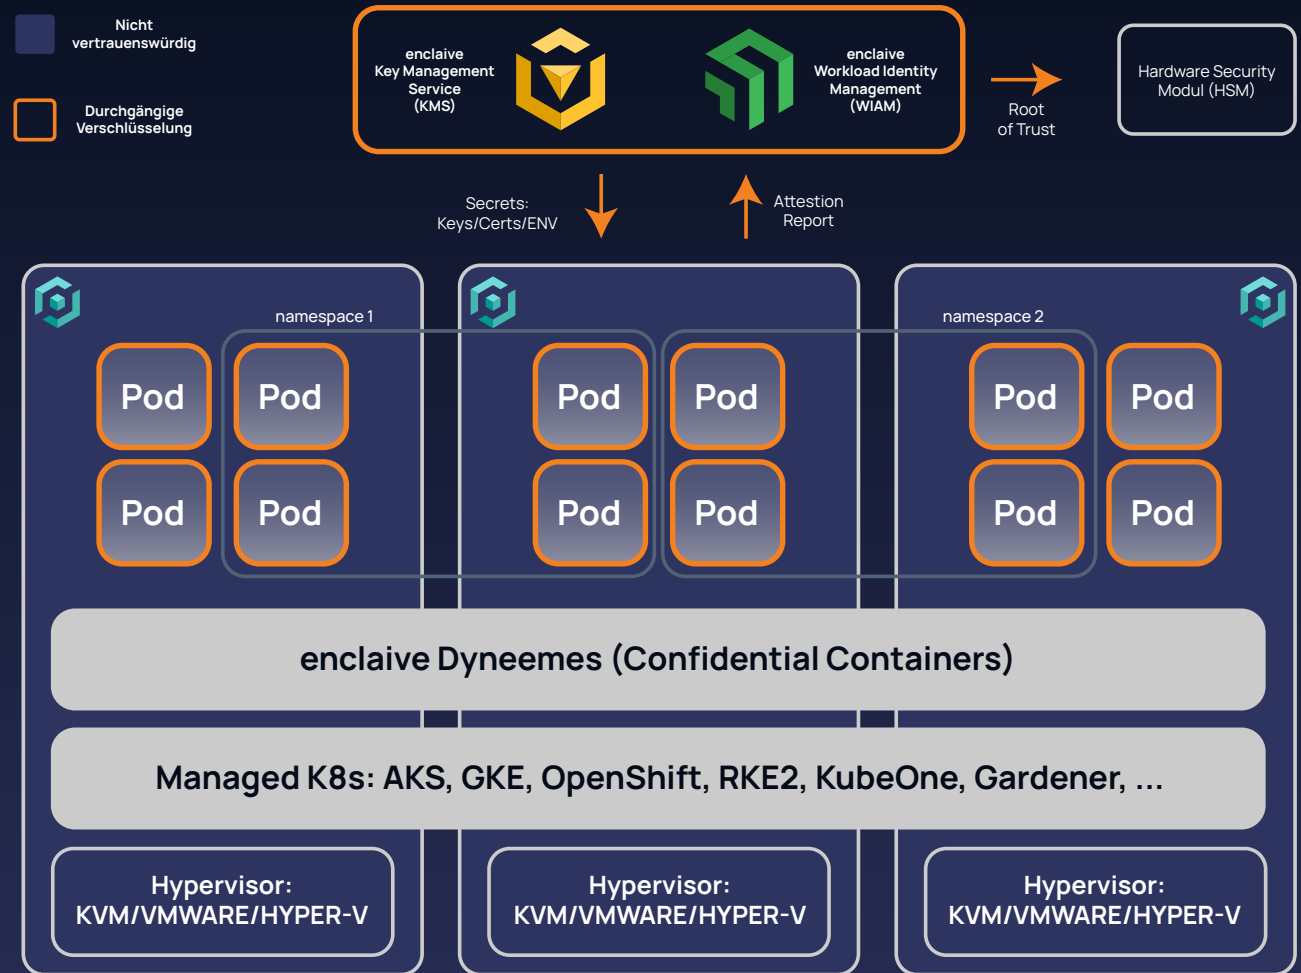 Nicht
vertrauenswürdig
Durchgängige
Verschlüsselung
enclaive
Key Management
Service
(KMS)
enclaive
Workload Identity
Management
(WIAM)
Root
of Trust
Hardware Security
Modul (HSM)
Secrets:
Keys/Certs/ENV
Attestion
Report
namespace 1
namespace 2
Pod Pod Pod Pod Pod Pod
Pod Pod Pod Pod Pod Pod
enclaive Dyneemes (Confidential Containers)
Managed K8s: AKS, GKE, OpenShift, RKE2, KubeOne, Gardener, ...
Hypervisor:
KVM/VMWARE/HYPER-V
Hypervisor:
KVM/VMWARE/HYPER-V
Hypervisor:
KVM/VMWARE/HYPER-V